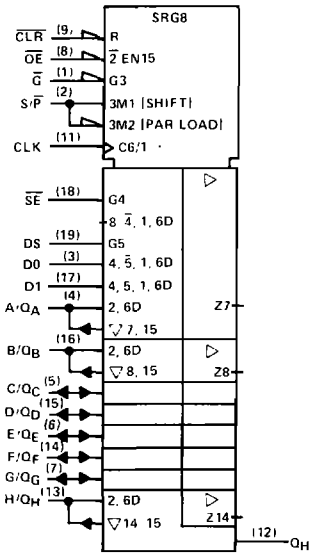 SRG8
CLR (9) R
OE (8) 2 EN15
G (1) G3
S/P (2) 3M1 [SHIFT]
3M2 [PAR LOAD]
CLK (11) C6/1
▷
SE (18) G4
8 4, 1, 6D
DS (19) G5
D0 (3) 4, 5, 1, 6D
D1 (17) 4, 5, 1, 6D
A/QA (4) 2, 6D Z7
▽ 7, 15
B/QB (16) 2, 6D ▷
▽ 8, 15 Z8
C/QC (5)
D/QD (15)
E/QE (6)
F/QF (14)
G/QG (7)
H/QH (13) 2, 6D ▷
▽ 14 15 Z14
(12) QH